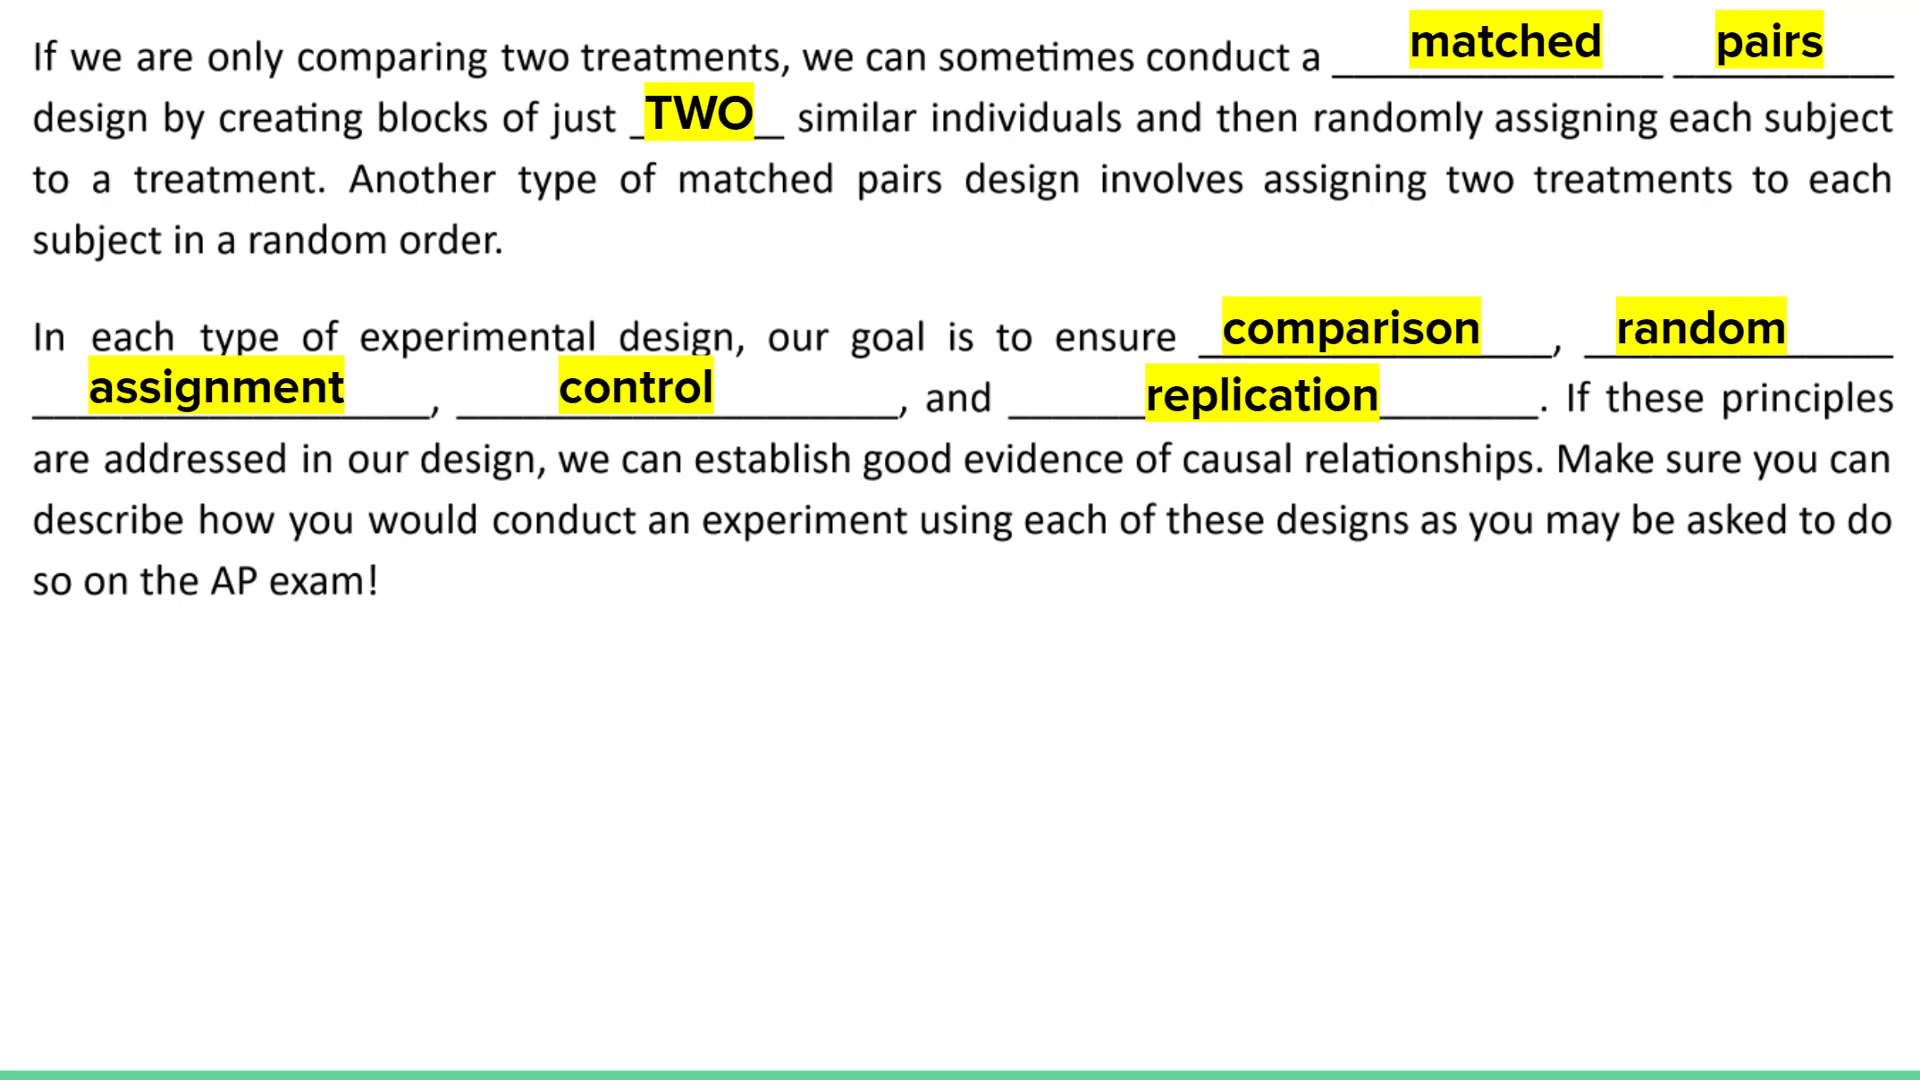 If we are only comparing two treatments, we can sometimes conduct a matched pairs
design by creating blocks of just TWO similar individuals and then randomly assigning each subject
to a treatment. Another type of matched pairs design involves assigning two treatments to each
subject in a random order.
In each type of experimental design, our goal is to ensure comparison, random
assignment, control, and replication. If these principles
are addressed in our design, we can establish good evidence of causal relationships. Make sure you can
describe how you would conduct an experiment using each of these designs as you may be asked to do
so on the AP exam!